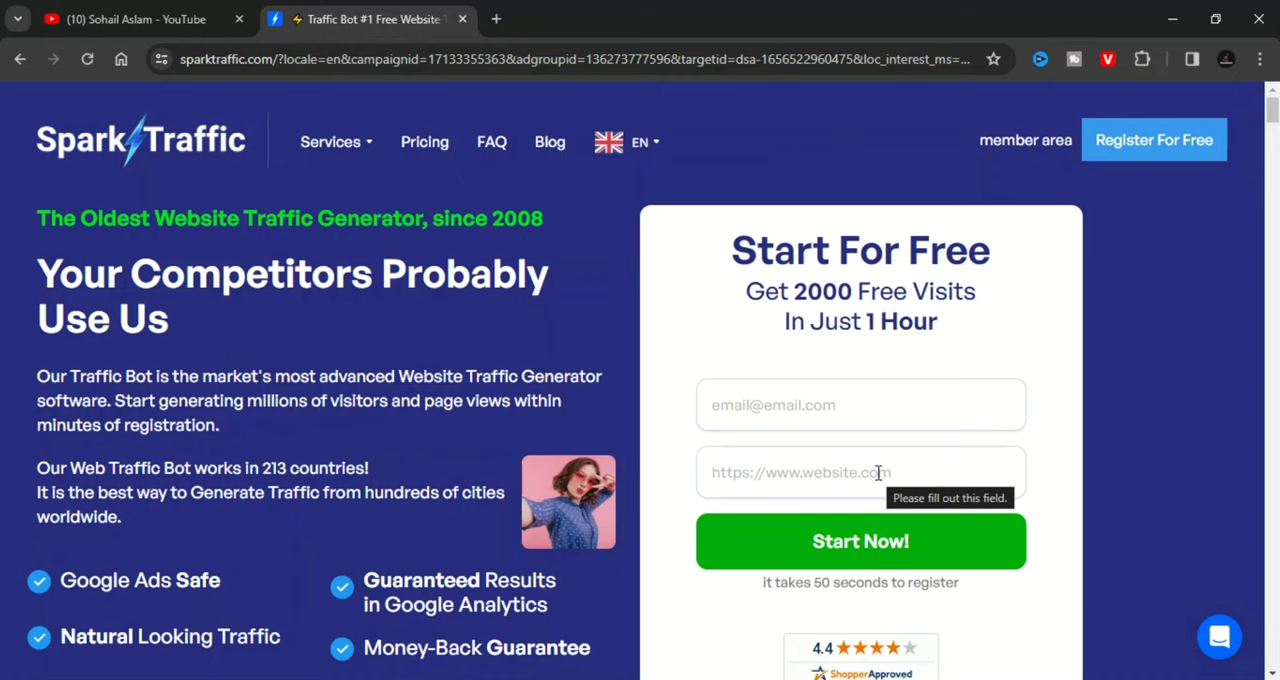 (10) Sohail Aslam - YouTube
Traffic Bot #1 Free Website
sparktraffic.com/?locale=en&campaignid=17133355363&adgroupid=136273777596&targetid=dsa-1656522960475&loc_interest_ms=...
Spark Traffic
Services
Pricing
FAQ
Blog
EN
member area
Register For Free
The Oldest Website Traffic Generator, since 2008
Your Competitors Probably
Use Us
Our Traffic Bot is the market's most advanced Website Traffic Generator
software. Start generating millions of visitors and page views within
minutes of registration.
Our Web Traffic Bot works in 213 countries!
It is the best way to Generate Traffic from hundreds of cities
worldwide.
Google Ads Safe
Natural Looking Traffic
Guaranteed Results
in Google Analytics
Money-Back Guarantee
Start For Free
Get 2000 Free Visits
In Just 1 Hour
email@email.com
https://www.website.com
Please fill out this field.
Start Now!
it takes 50 seconds to register
4.4
ShopperApproved